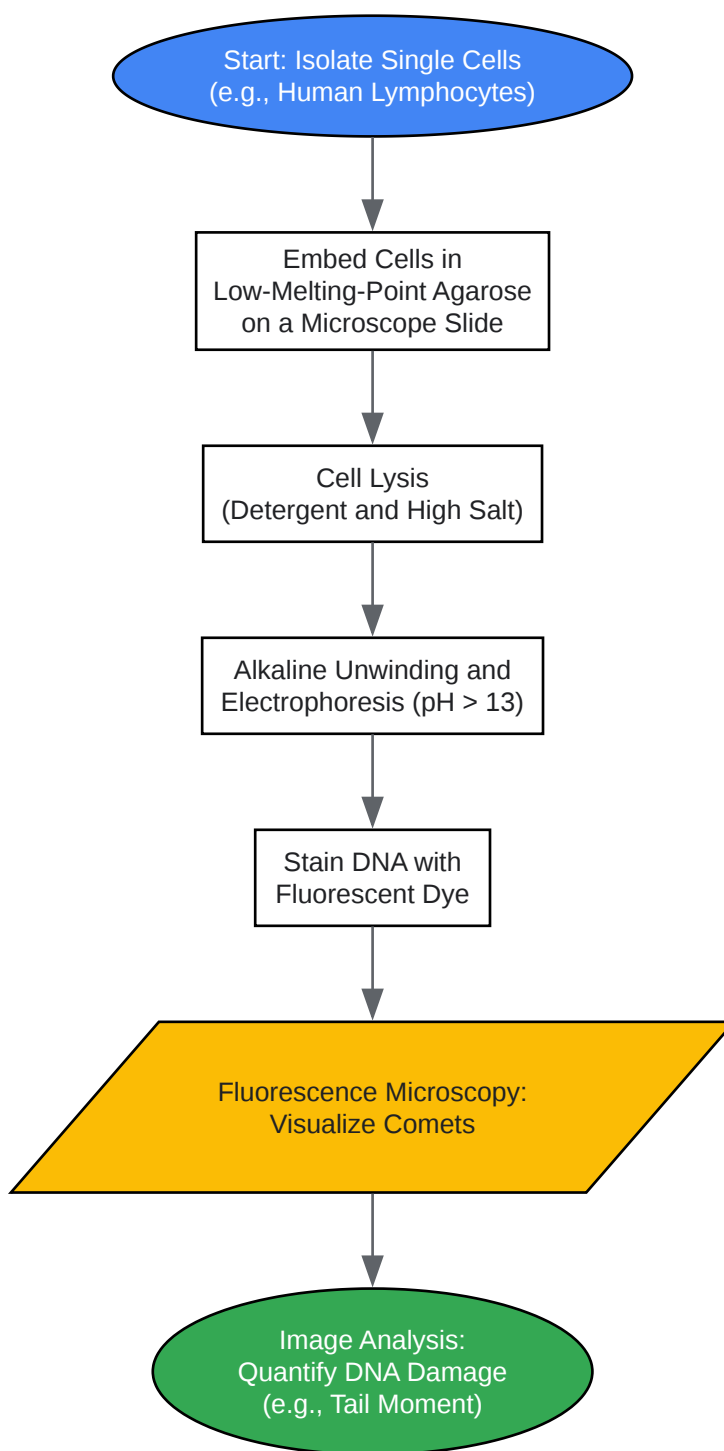 Start: Isolate Single Cells
(e.g., Human Lymphocytes)
Embed Cells in
Low-Melting-Point Agarose
on a Microscope Slide
Cell Lysis
(Detergent and High Salt)
Alkaline Unwinding and
Electrophoresis (pH > 13)
Stain DNA with
Fluorescent Dye
Fluorescence Microscopy:
Visualize Comets
Image Analysis:
Quantify DNA Damage
(e.g., Tail Moment)